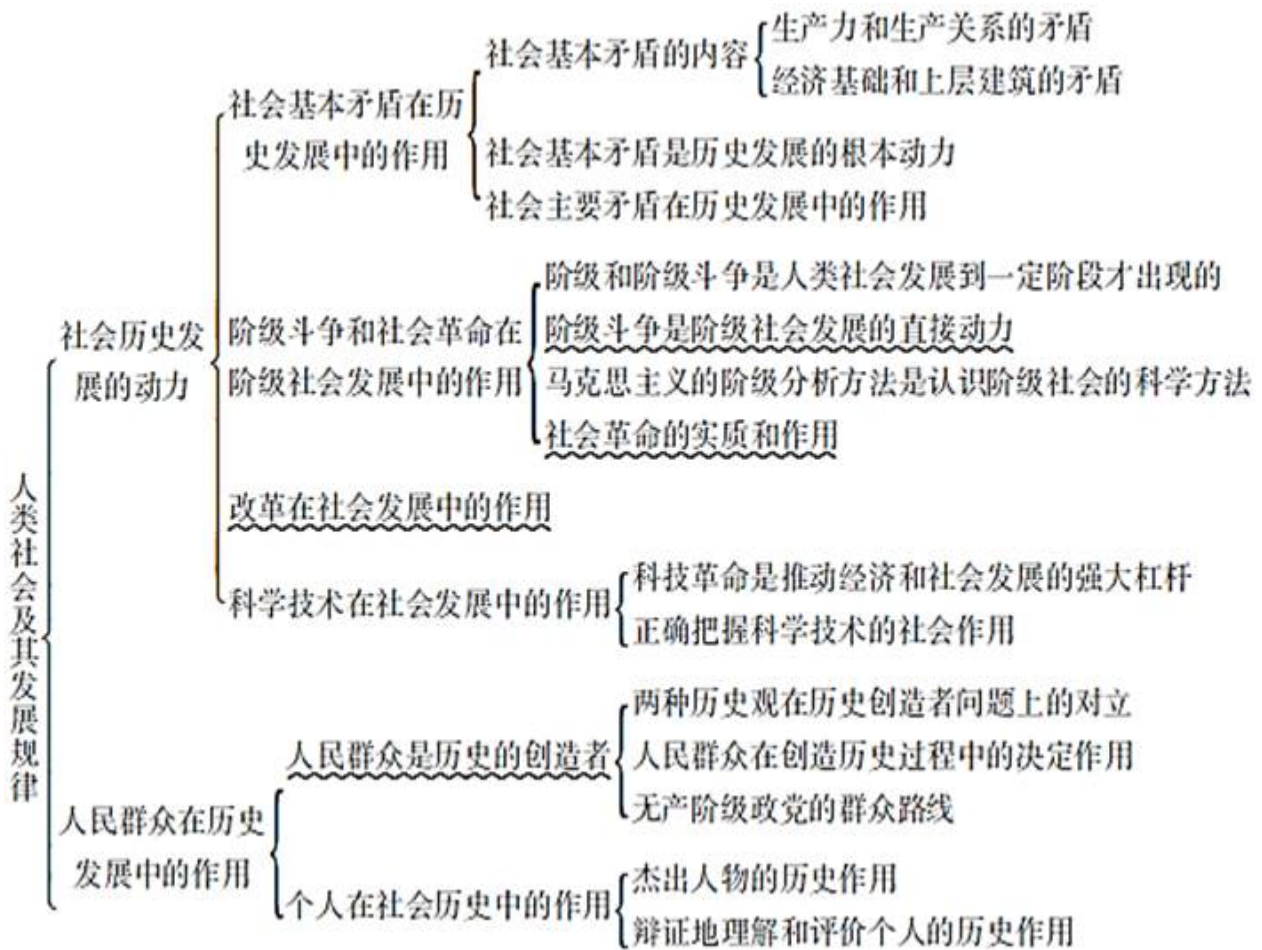 人类社会及其发展规律
社会历史发
展的动力
社会基本矛盾在历
史发展中的作用
社会基本矛盾的内容
生产力和生产关系的矛盾
经济基础和上层建筑的矛盾
社会基本矛盾是历史发展的根本动力
社会主要矛盾在历史发展中的作用
阶级斗争和社会革命在
阶级社会发展中的作用
阶级和阶级斗争是人类社会发展到一定阶段才出现的
阶级斗争是阶级社会发展的直接动力
马克思主义的阶级分析方法是认识阶级社会的科学方法
社会革命的实质和作用
改革在社会发展中的作用
科学技术在社会发展中的作用
科技革命是推动经济和社会发展的强大杠杆
正确把握科学技术的社会作用
人民群众在历史
发展中的作用
人民群众是历史的创造者
两种历史观在历史创造者问题上的对立
人民群众在创造历史过程中的决定作用
无产阶级政党的群众路线
个人在社会历史中的作用
杰出人物的历史作用
辩证地理解和评价个人的历史作用